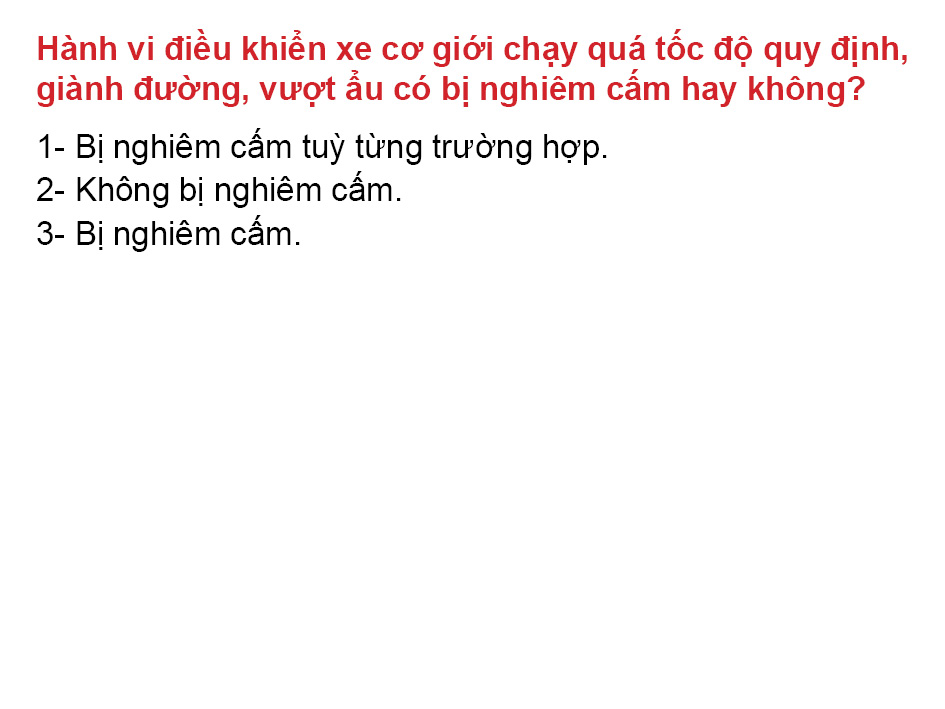 Hành vi điều khiển xe cơ giới chạy quá tốc độ quy định,
giành đường, vượt ẩu có bị nghiêm cấm hay không?
1- Bị nghiêm cấm tuỳ từng trường hợp.
2- Không bị nghiêm cấm.
3- Bị nghiêm cấm.